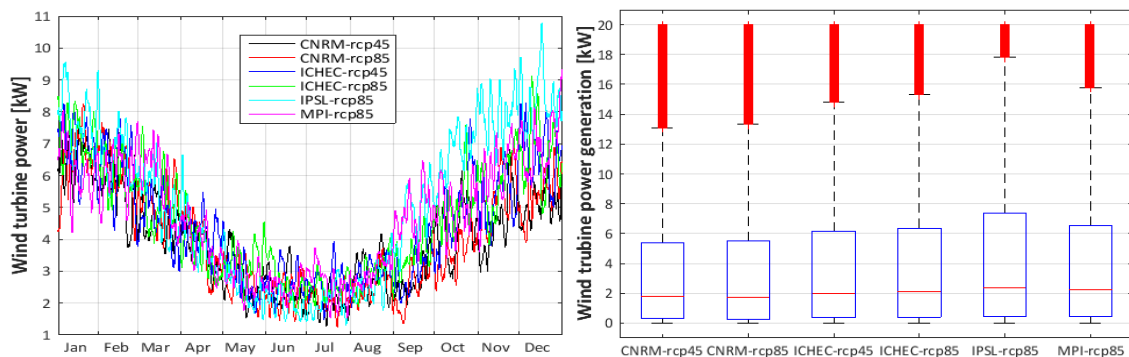 Wind turbine power [kW]
11
10
9
8
7
6
5
4
3
2
1
CNRM-rcp45
CNRM-rcp85
ICHEC-rcp45
ICHEC-rcp85
IPSL-rcp85
MPI-rcp85
Jan Feb Mar Apr May Jun Jul Aug Sep Oct Nov Dec
Wind trubine power generation [kW]
20
18
16
14
12
10
8
6
4
2
0
CNRM-rcp45 CNRM-rcp85 ICHEC-rcp45 ICHEC-rcp85 IPSL-rcp85 MPI-rcp85